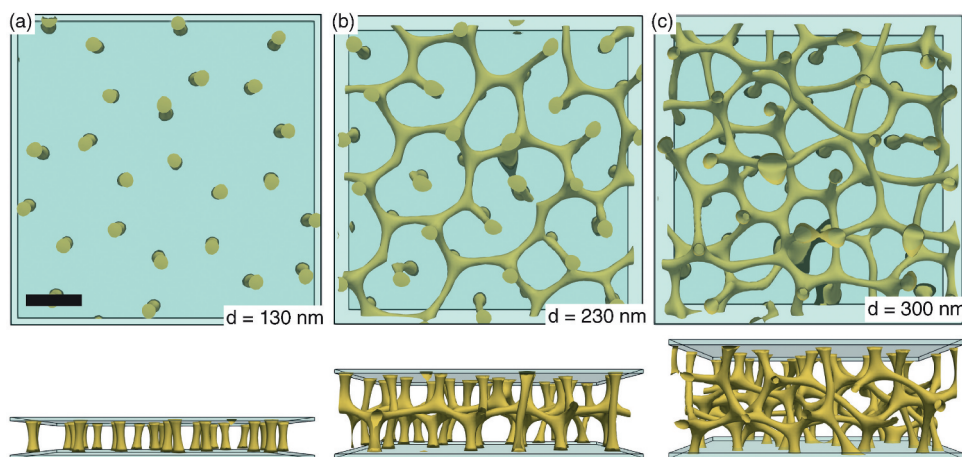 (a)
(b)
(c)
d = 130 nm
d = 230 nm
d = 300 nm